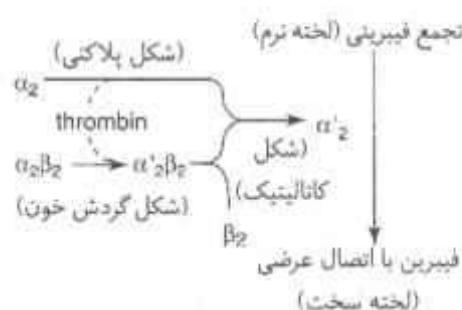 تجمع فیبرینی (لخته نرم)
(شکل پلاکتی)
α₂
thrombin
α'₂
(شکل
کاتالیتیک)
α₂β₂
α'₂β₂
(شکل گردش خون)
β₂
فیبرین با اتصال عرضی
(لخته سخت)